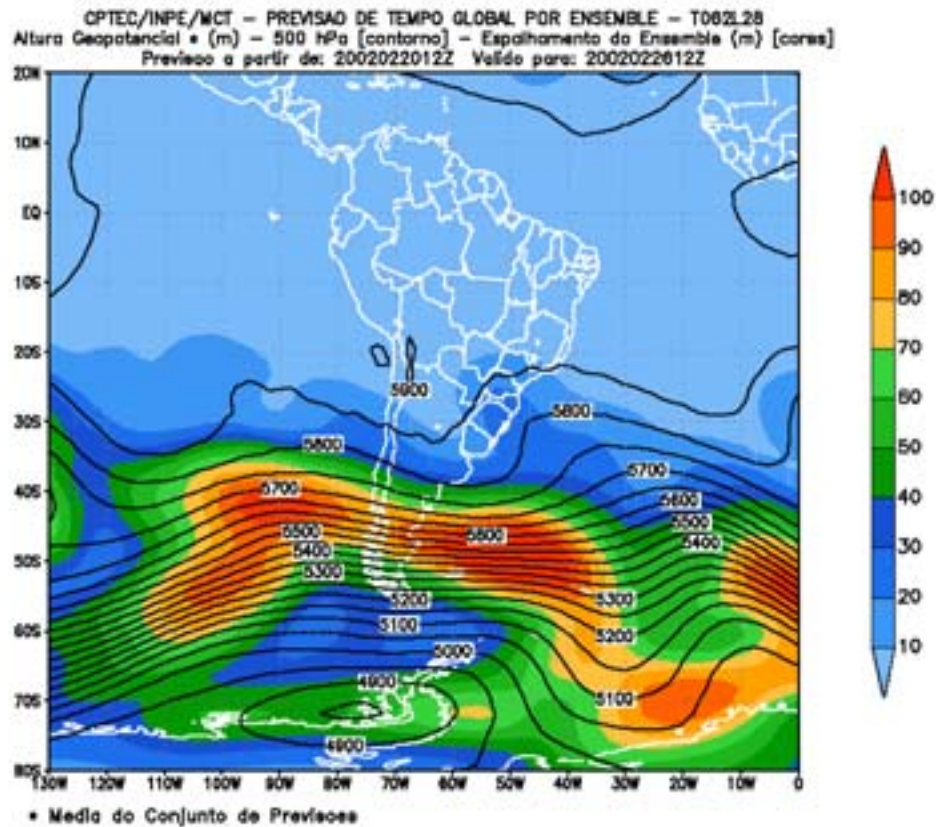 CPTEC/INPE/MCT - PREVISAO DE TEMPO GLOBAL POR ENSEMBLE - T062L28
Altura Geopotencial * (m) - 500 hPa [contorno] - Espalhamento do Ensemble (m) [cores]
Previsao a partir de: 2002022012Z Valido para: 2002022612Z
20N
10N
EQ
10S
20S
30S
40S
50S
60S
70S
80S
5900
5800
5800
5700
5700
5600
5500
5500
5600
5400
5400
5300
5300
5200
5200
5100
5000
4900
5100
4900
130W 120W 110W 100W 90W 80W 70W 60W 50W 40W 30W 20W 10W 0
100
90
80
70
60
50
40
30
20
10
* Media do Conjunto de Previsoes